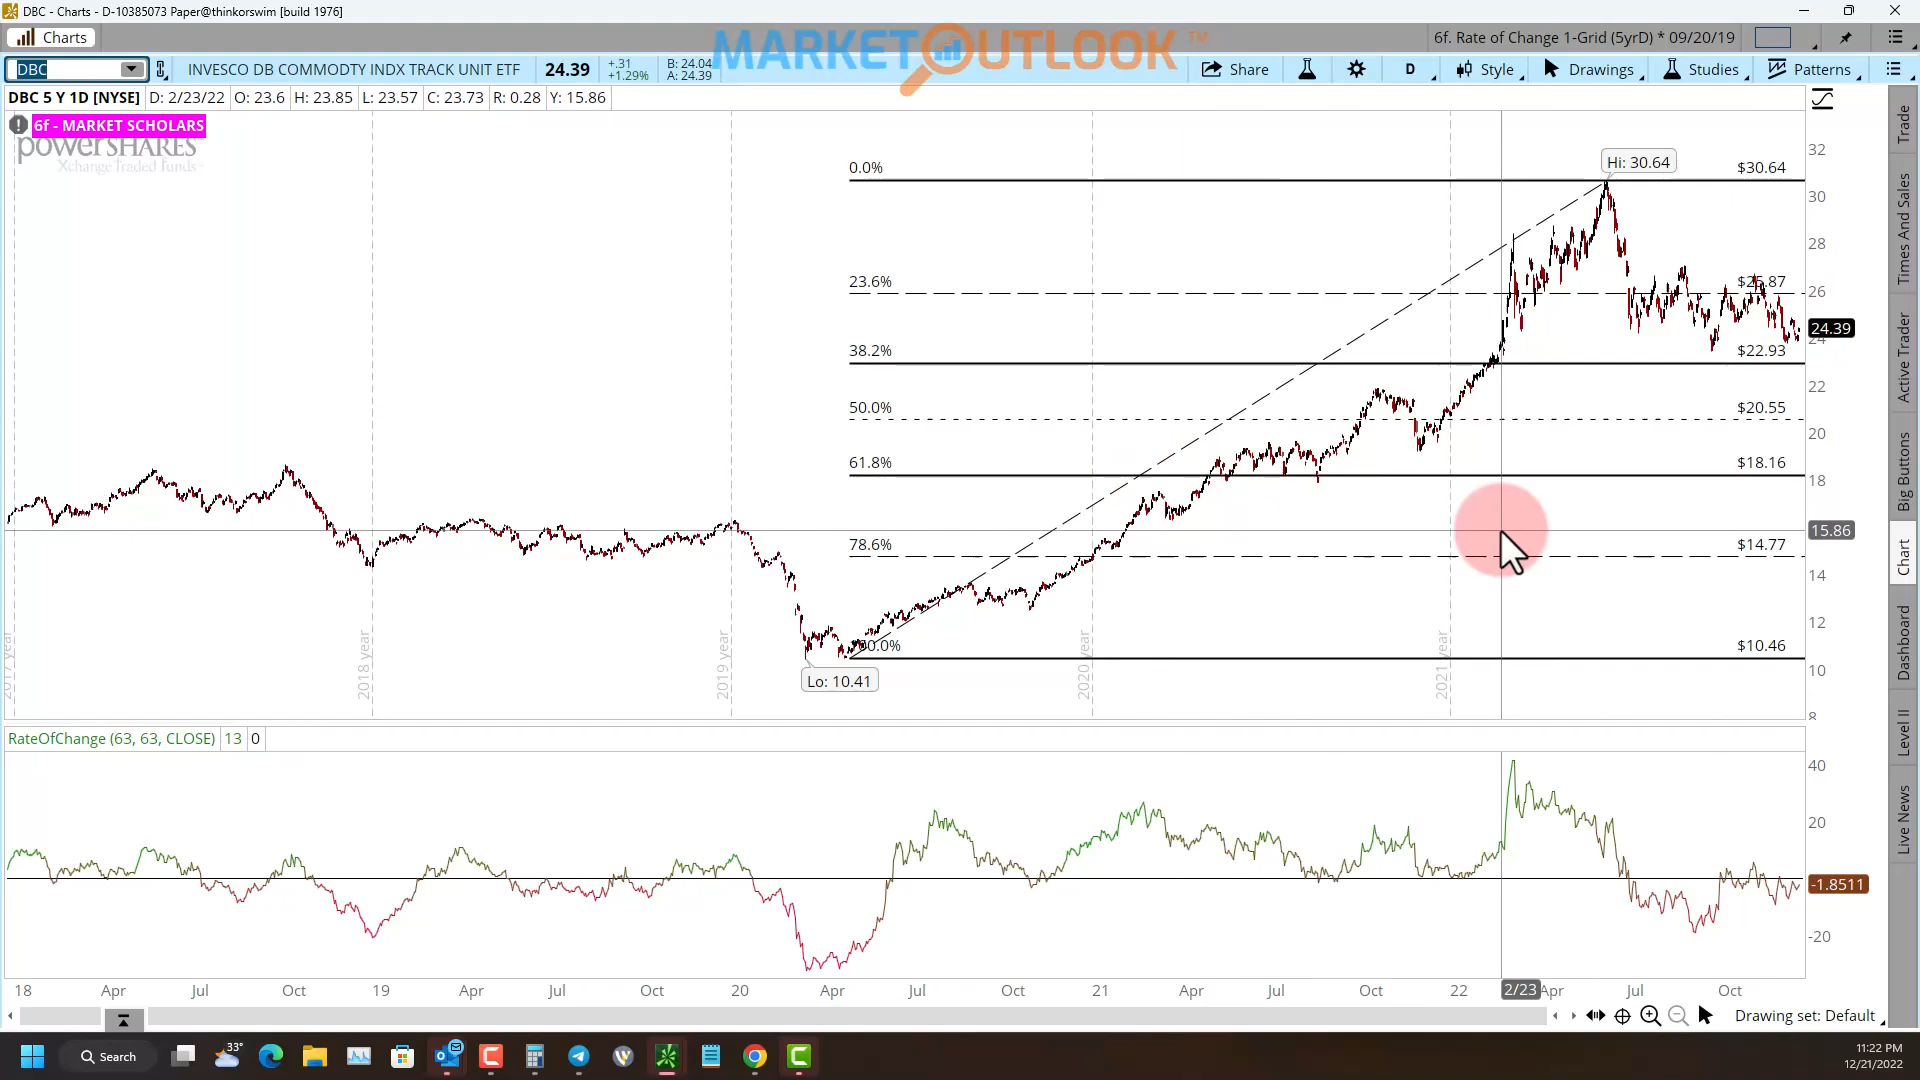 DBC - Charts - D-10385073 Paper@thinkorswim [build 1976]
Charts
MARKETOUTLOOK™
6f. Rate of Change 1-Grid (5yrD) * 09/20/19
DBC
INVESCO DB COMMODTY INDX TRACK UNIT ETF 24.39
+.31
+1.29%
B: 24.04
A: 24.39
Share
D
Style
Drawings
Studies
Patterns
DBC 5 Y 1D [NYSE] D: 2/23/22 O: 23.6 H: 23.85 L: 23.57 C: 23.73 R: 0.28 Y: 15.86
6f - MARKET SCHOLARS
powerSHARES
Xchange Traded Funds
0.0% $30.64
Hi: 30.64
23.6% $25.87
38.2% $22.93
50.0% $20.55
61.8% $18.16
78.6% $14.77
$10.46
Lo: 10.41
32
30
28
26
24.39
24
22
20
18
15.86
14
12
10
8
2017 year
2018 year
2019 year
2020 year
2021 year
RateOfChange (63, 63, CLOSE) 13 0
40
20
-1.8511
-20
18 Apr Jul Oct 19 Apr Jul Oct 20 Apr Jul Oct 21 Apr Jul Oct 22 2/23 Apr Jul Oct
Drawing set: Default
Trade
Times And Sales
Active Trader
Big Buttons
Chart
Dashboard
Level II
Live News
Search
33°
11:22 PM
12/21/2022